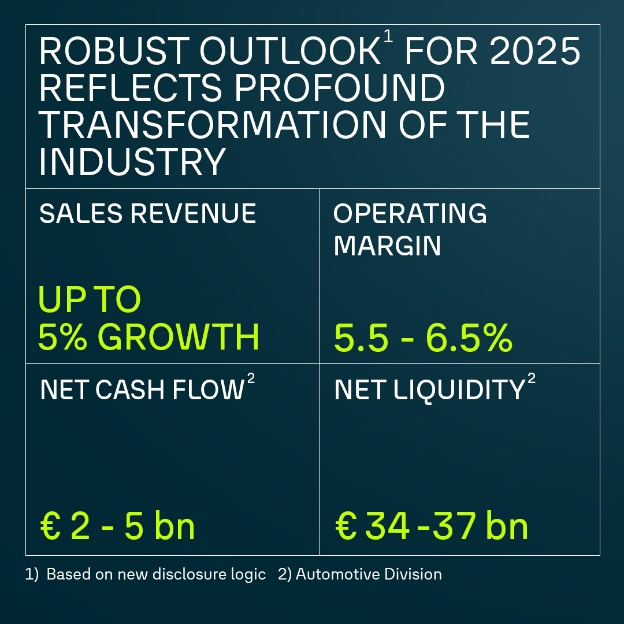 ROBUST OUTLOOK¹ FOR 2025
REFLECTS PROFOUND
TRANSFORMATION OF THE
INDUSTRY
SALES REVENUE
UP TO
5% GROWTH
OPERATING
MARGIN
5.5 - 6.5%
NET CASH FLOW²
€ 2 - 5 bn
NET LIQUIDITY²
€ 34 -37 bn
1) Based on new disclosure logic 2) Automotive Division